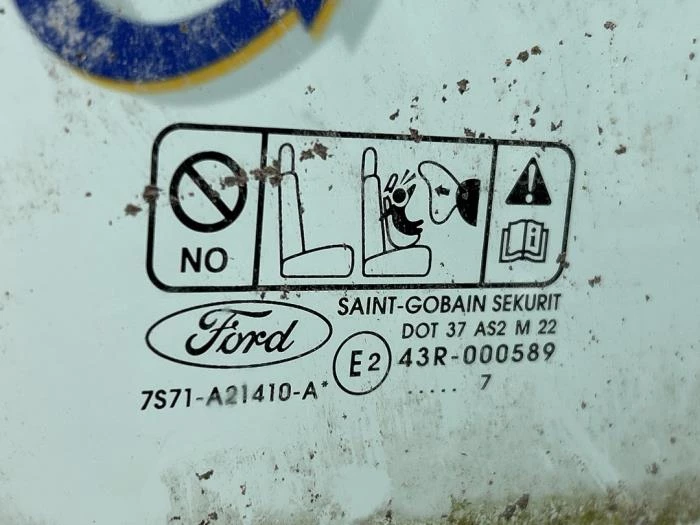 NO
Ford
SAINT-GOBAIN SEKURIT
DOT 37 AS2 M 22
E2 43R-000589
7S71-A21410-A*
..... 7